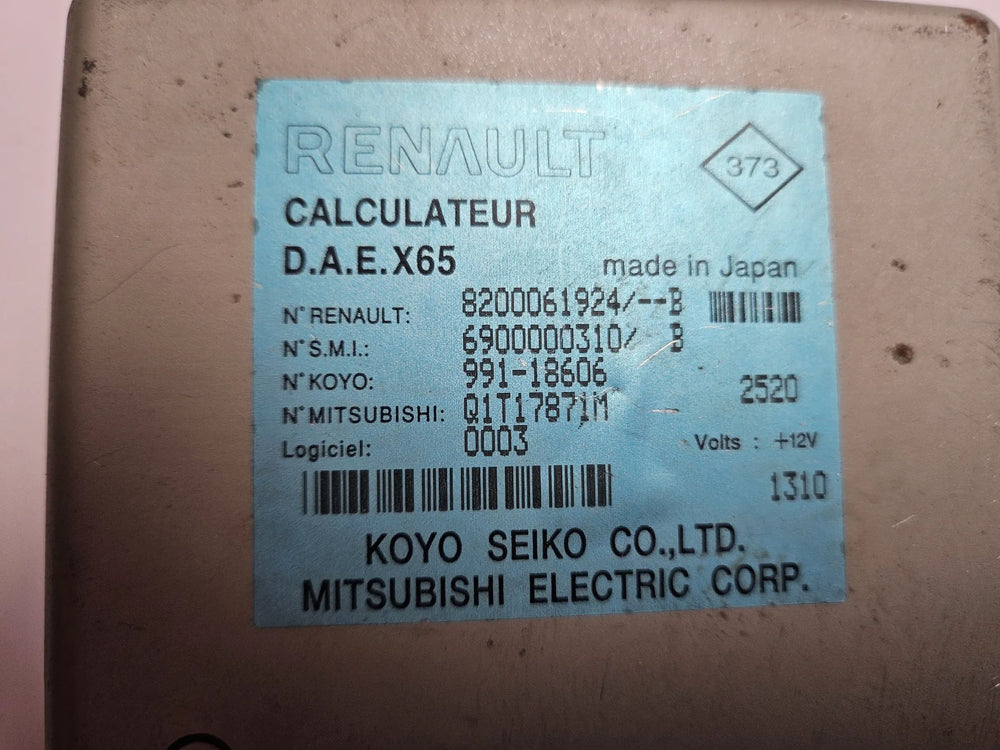 RENAULT
373
CALCULATEUR
D.A.E.X65
made in Japan
N° RENAULT: 8200061924/--B
N° S.M.I.: 6900000310/ B
N° KOYO: 991-18606
2520
N° MITSUBISHI: Q1T17871M
Logiciel: 0003
Volts : +12V
1310
KOYO SEIKO CO.,LTD.
MITSUBISHI ELECTRIC CORP.